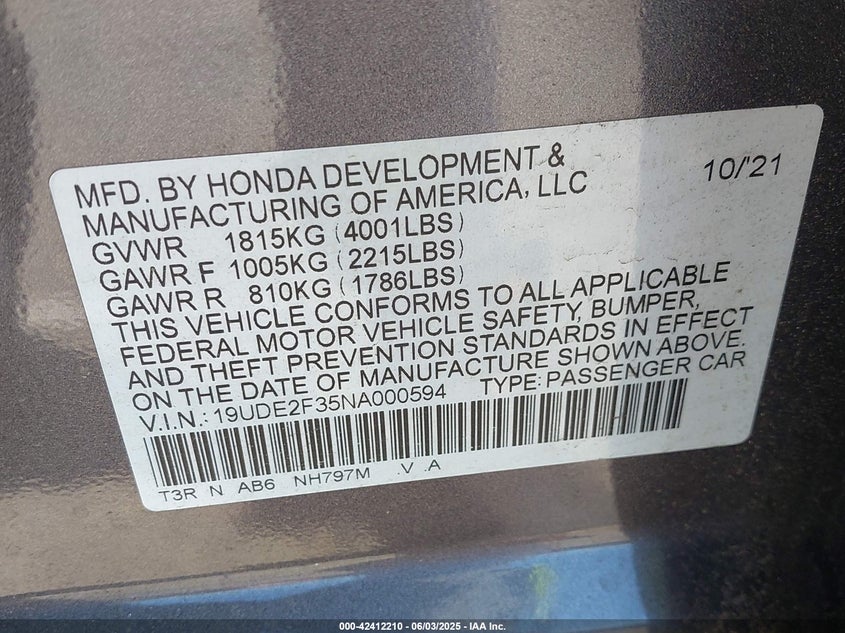 MFD. BY HONDA DEVELOPMENT & 10/'21
MANUFACTURING OF AMERICA, LLC
GVWR 1815KG (4001LBS)
GAWR F 1005KG (2215LBS)
GAWR R 810KG (1786LBS)
THIS VEHICLE CONFORMS TO ALL APPLICABLE
FEDERAL MOTOR VEHICLE SAFETY, BUMPER,
AND THEFT PREVENTION STANDARDS IN EFFECT
ON THE DATE OF MANUFACTURE SHOWN ABOVE.
V.I.N.: 19UDE2F35NA000594 TYPE: PASSENGER CAR
T3R N AB6 NH797M .V .A
000-42412210 - 06/03/2025 - IAA Inc.